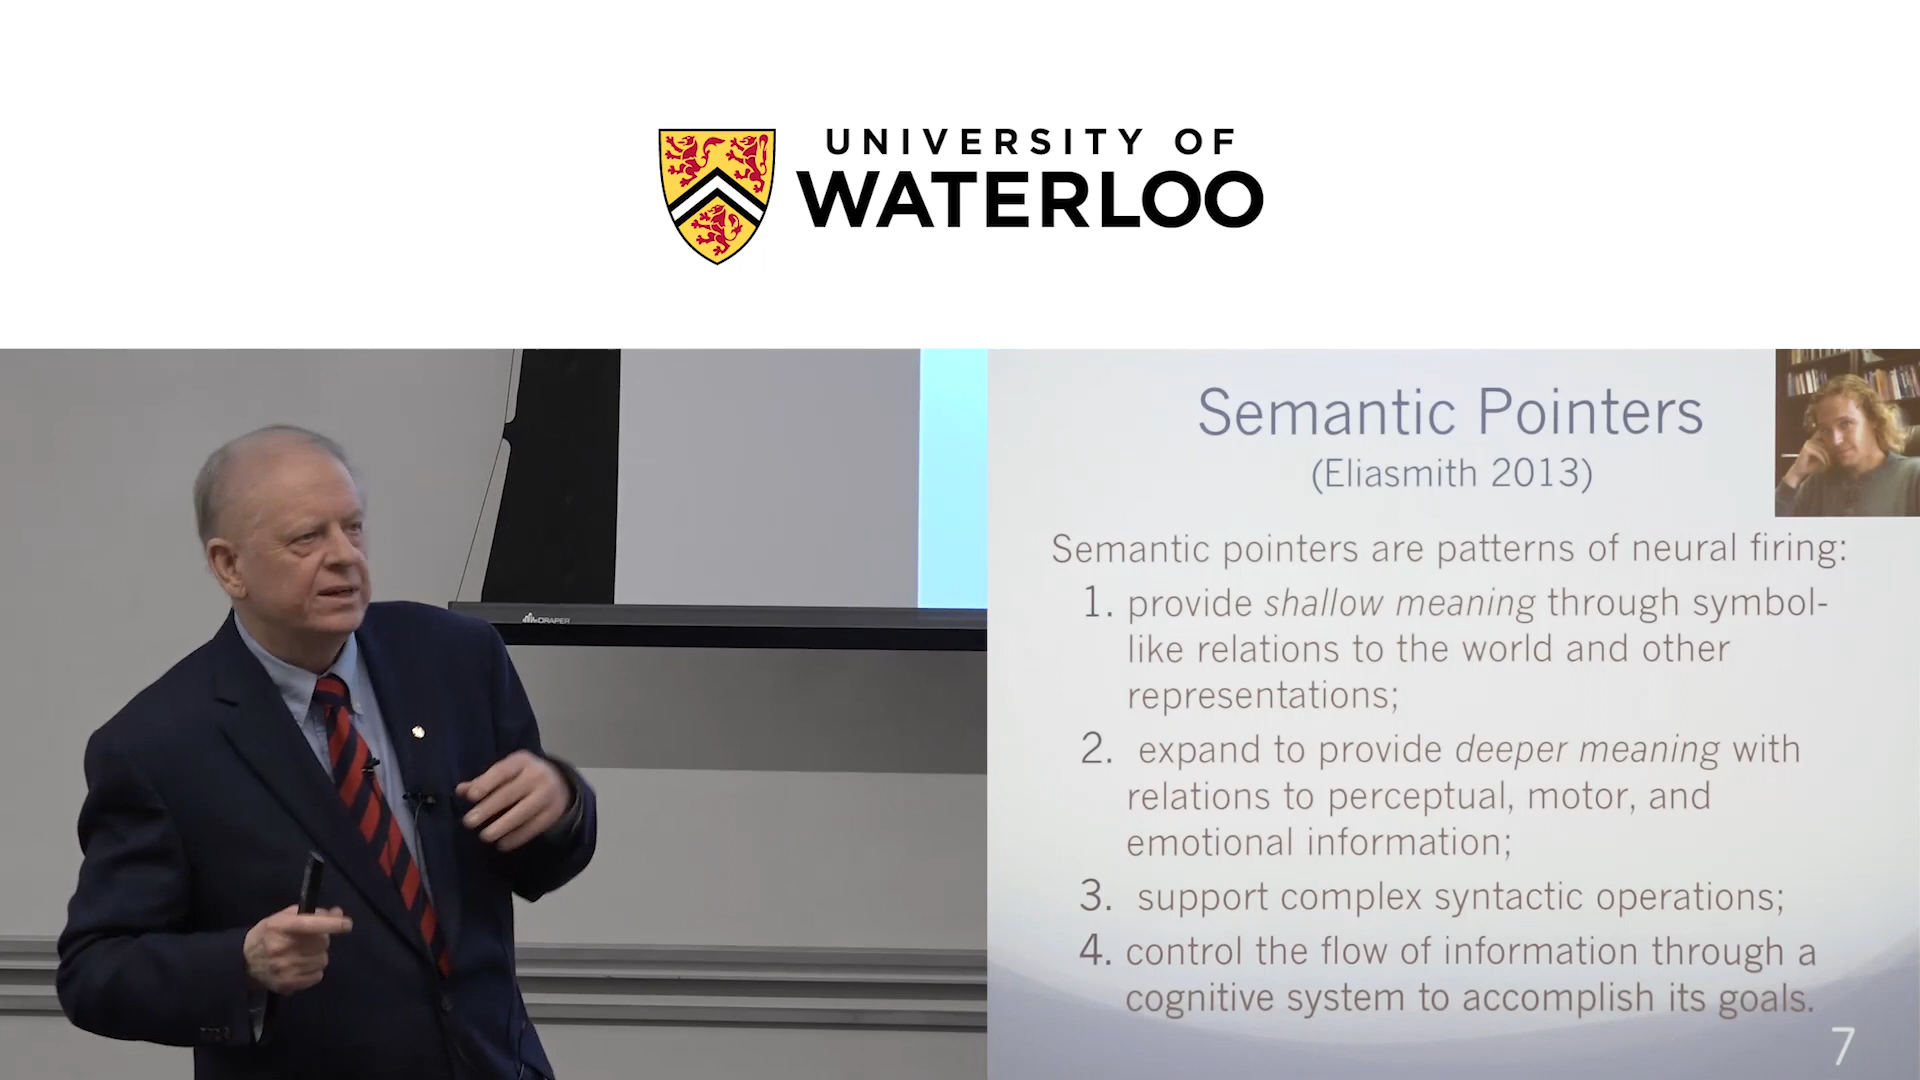 UNIVERSITY OF
WATERLOO
DRAPER
Semantic Pointers
(Eliasmith 2013)
Semantic pointers are patterns of neural firing:
1. provide shallow meaning through symbol-
like relations to the world and other
representations;
2. expand to provide deeper meaning with
relations to perceptual, motor, and
emotional information;
3. support complex syntactic operations;
4. control the flow of information through a
cognitive system to accomplish its goals.
7